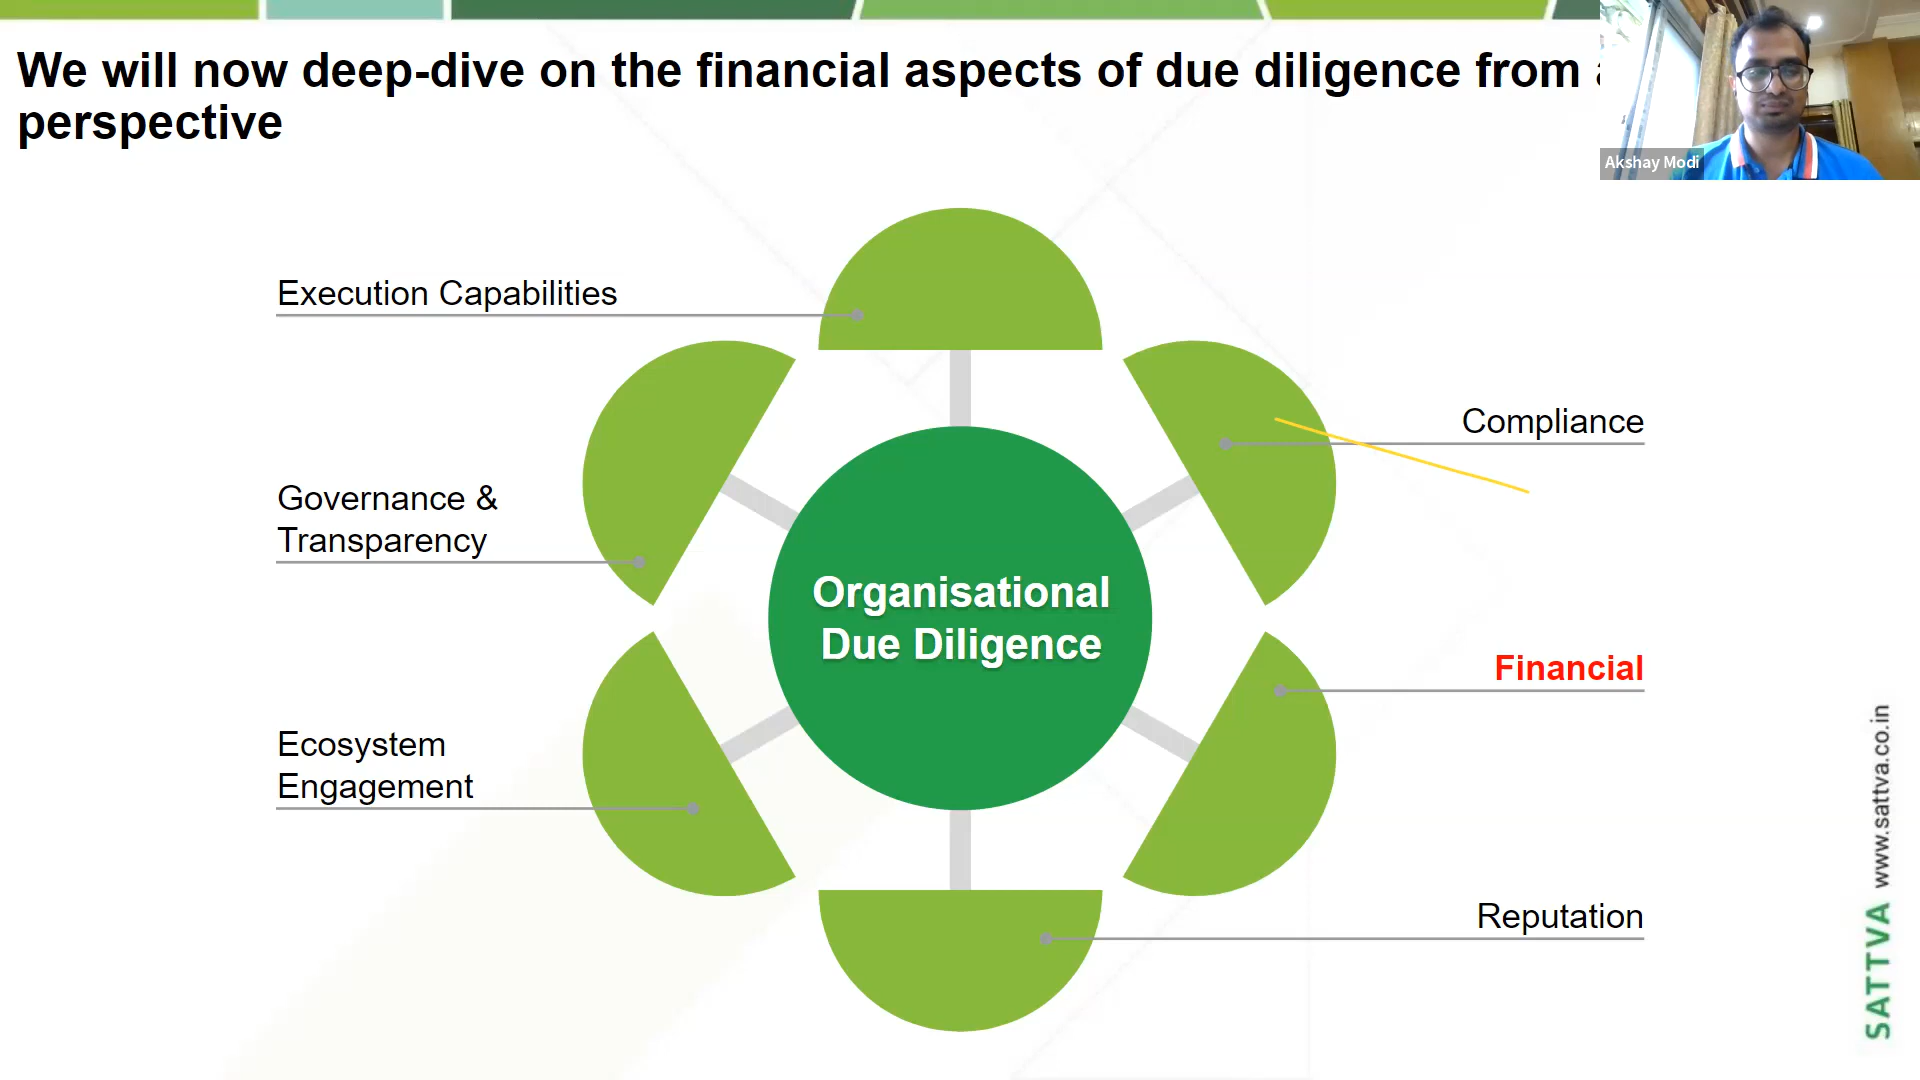 We will now deep-dive on the financial aspects of due diligence from
perspective
Akshay Modi
Execution Capabilities
Compliance
Governance &
Transparency
Organisational
Due Diligence
Financial
Ecosystem
Engagement
Reputation
SATTVA www.sattva.co.in